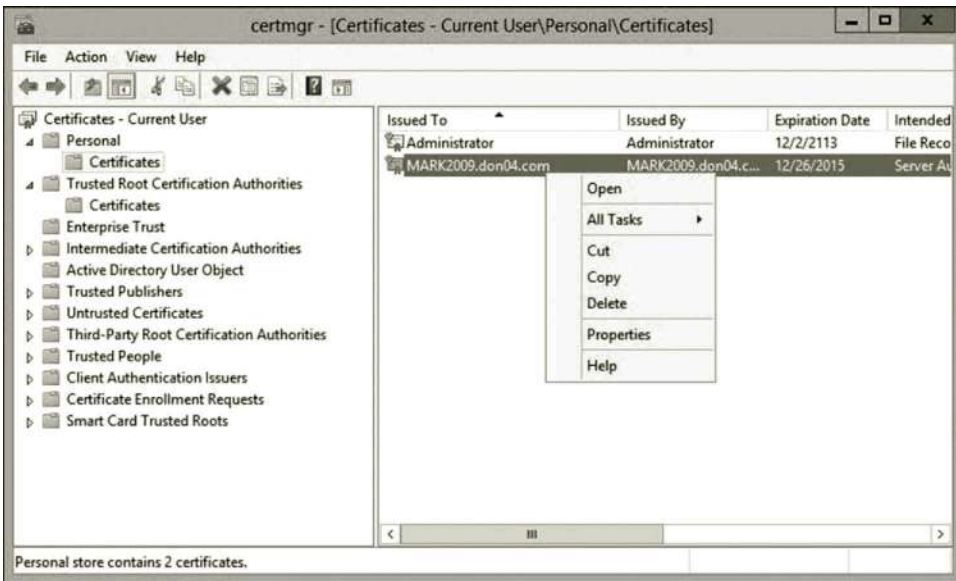 certmgr - [Certificates - Current User\Personal\Certificates]
File Action View Help
Certificates - Current User
Personal
Certificates
Trusted Root Certification Authorities
Certificates
Enterprise Trust
Intermediate Certification Authorities
Active Directory User Object
Trusted Publishers
Untrusted Certificates
Third-Party Root Certification Authorities
Trusted People
Client Authentication Issuers
Certificate Enrollment Requests
Smart Card Trusted Roots
Issued To Issued By Expiration Date Intended
Administrator Administrator 12/2/2113 File Reco
MARK2009.don04.com MARK2009.don04.c... 12/26/2015 Server Au
Open
All Tasks
Cut
Copy
Delete
Properties
Help
Personal store contains 2 certificates.